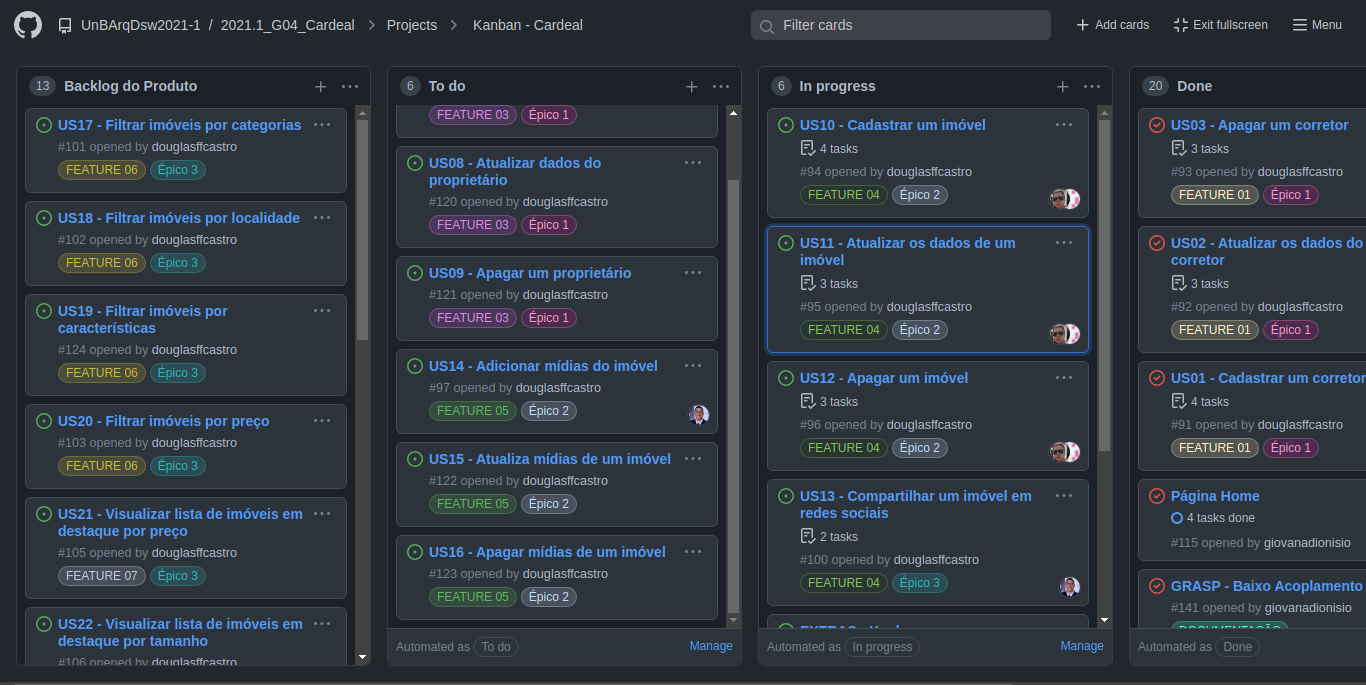 UnBArqDsw2021-1 / 2021.1_G04_Cardeal > Projects > Kanban - Cardeal
Filter cards
Add cards
Exit fullscreen
Menu
13 Backlog do Produto
US17 - Filtrar imóveis por categorias
#101 opened by douglasffcastro
FEATURE 06 Épico 3
US18 - Filtrar imóveis por localidade
#102 opened by douglasffcastro
FEATURE 06 Épico 3
US19 - Filtrar imóveis por
características
#124 opened by douglasffcastro
FEATURE 06 Épico 3
US20 - Filtrar imóveis por preço
#103 opened by douglasffcastro
FEATURE 06 Épico 3
US21 - Visualizar lista de imóveis em
destaque por preço
#105 opened by douglasffcastro
FEATURE 07 Épico 3
US22 - Visualizar lista de imóveis em
destaque por tamanho
#106 opened by douglasffcastro
6 To do
FEATURE 03 Épico 1
US08 - Atualizar dados do
proprietário
#120 opened by douglasffcastro
FEATURE 03 Épico 1
US09 - Apagar um proprietário
#121 opened by douglasffcastro
FEATURE 03 Épico 1
US14 - Adicionar mídias do imóvel
#97 opened by douglasffcastro
FEATURE 05 Épico 2
US15 - Atualiza mídias de um imóvel
#122 opened by douglasffcastro
FEATURE 05 Épico 2
US16 - Apagar mídias de um imóvel
#123 opened by douglasffcastro
FEATURE 05 Épico 2
Automated as To do Manage
6 In progress
US10 - Cadastrar um imóvel
4 tasks
#94 opened by douglasffcastro
FEATURE 04 Épico 2
US11 - Atualizar os dados de um
imóvel
3 tasks
#95 opened by douglasffcastro
FEATURE 04 Épico 2
US12 - Apagar um imóvel
3 tasks
#96 opened by douglasffcastro
FEATURE 04 Épico 2
US13 - Compartilhar um imóvel em
redes sociais
2 tasks
#100 opened by douglasffcastro
FEATURE 04 Épico 3
Automated as In progress Manage
20 Done
US03 - Apagar um corretor
3 tasks
#93 opened by douglasffcastro
FEATURE 01 Épico 1
US02 - Atualizar os dados do
corretor
3 tasks
#92 opened by douglasffcastro
FEATURE 01 Épico 1
US01 - Cadastrar um corretor
4 tasks
#91 opened by douglasffcastro
FEATURE 01 Épico 1
Página Home
4 tasks done
#115 opened by giovanadionisio
GRASP - Baixo Acoplamento
#141 opened by giovanadionisio
DOCUMENTAÇÃO
Automated as Done